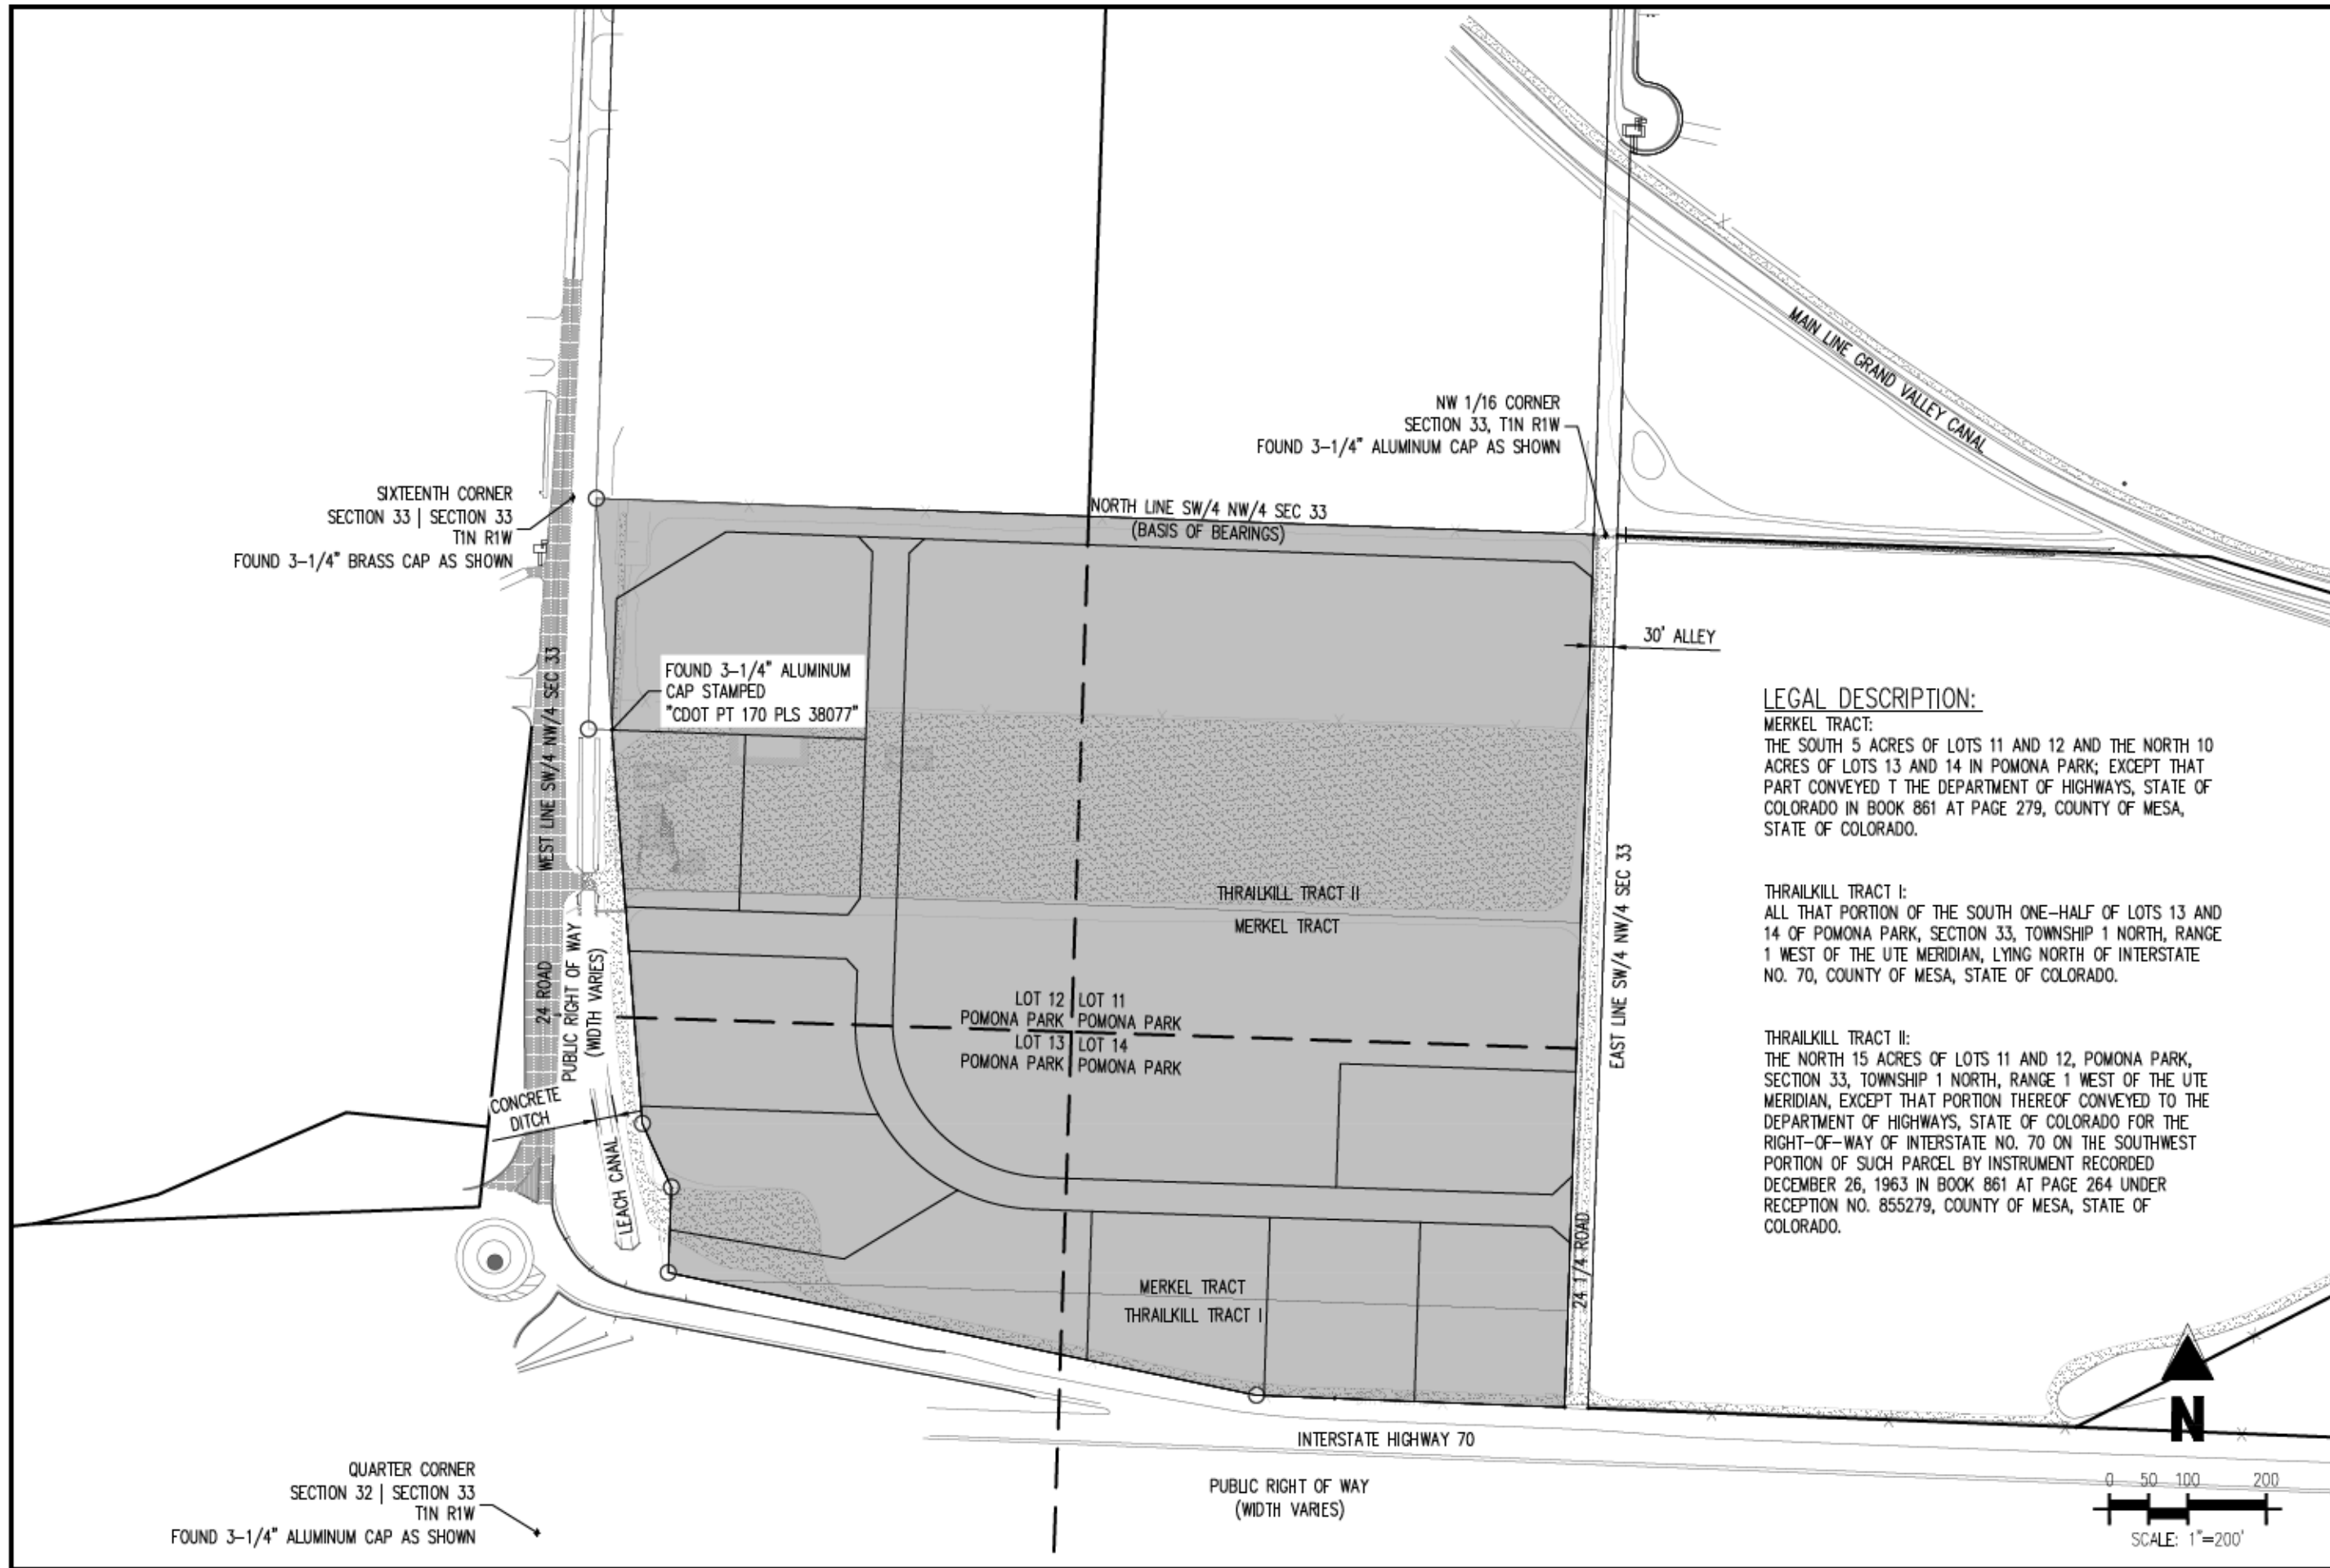 NW 1/16 CORNER
SECTION 33, T1N R1W
FOUND 3-1/4" ALUMINUM CAP AS SHOWN
MAIN LINE GRAND VALLEY CANAL
SIXTEENTH CORNER
SECTION 33 | SECTION 33
T1N R1W
FOUND 3-1/4" BRASS CAP AS SHOWN
NORTH LINE SW/4 NW/4 SEC 33
(BASIS OF BEARINGS)
30' ALLEY
FOUND 3-1/4" ALUMINUM
CAP STAMPED
"CDOT PT 170 PLS 38077"
WEST LINE SW/4 NW/4 SEC 33
24 ROAD
PUBLIC RIGHT OF WAY
(WIDTH VARIES)
THRAILKILL TRACT II
MERKEL TRACT
EAST LINE SW/4 NW/4 SEC 33
LOT 12 LOT 11
POMONA PARK POMONA PARK
LOT 13 LOT 14
POMONA PARK POMONA PARK
CONCRETE
DITCH
LEACH CANAL
24 1/4 ROAD
MERKEL TRACT
THRAILKILL TRACT I
INTERSTATE HIGHWAY 70
PUBLIC RIGHT OF WAY
(WIDTH VARIES)
QUARTER CORNER
SECTION 32 | SECTION 33
T1N R1W
FOUND 3-1/4" ALUMINUM CAP AS SHOWN
LEGAL DESCRIPTION:
MERKEL TRACT:
THE SOUTH 5 ACRES OF LOTS 11 AND 12 AND THE NORTH 10
ACRES OF LOTS 13 AND 14 IN POMONA PARK; EXCEPT THAT
PART CONVEYED T THE DEPARTMENT OF HIGHWAYS, STATE OF
COLORADO IN BOOK 861 AT PAGE 279, COUNTY OF MESA,
STATE OF COLORADO.
THRAILKILL TRACT I:
ALL THAT PORTION OF THE SOUTH ONE-HALF OF LOTS 13 AND
14 OF POMONA PARK, SECTION 33, TOWNSHIP 1 NORTH, RANGE
1 WEST OF THE UTE MERIDIAN, LYING NORTH OF INTERSTATE
NO. 70, COUNTY OF MESA, STATE OF COLORADO.
THRAILKILL TRACT II:
THE NORTH 15 ACRES OF LOTS 11 AND 12, POMONA PARK,
SECTION 33, TOWNSHIP 1 NORTH, RANGE 1 WEST OF THE UTE
MERIDIAN, EXCEPT THAT PORTION THEREOF CONVEYED TO THE
DEPARTMENT OF HIGHWAYS, STATE OF COLORADO FOR THE
RIGHT-OF-WAY OF INTERSTATE NO. 70 ON THE SOUTHWEST
PORTION OF SUCH PARCEL BY INSTRUMENT RECORDED
DECEMBER 26, 1963 IN BOOK 861 AT PAGE 264 UNDER
RECEPTION NO. 855279, COUNTY OF MESA, STATE OF
COLORADO.
N
0 50 100 200
SCALE: 1"=200'